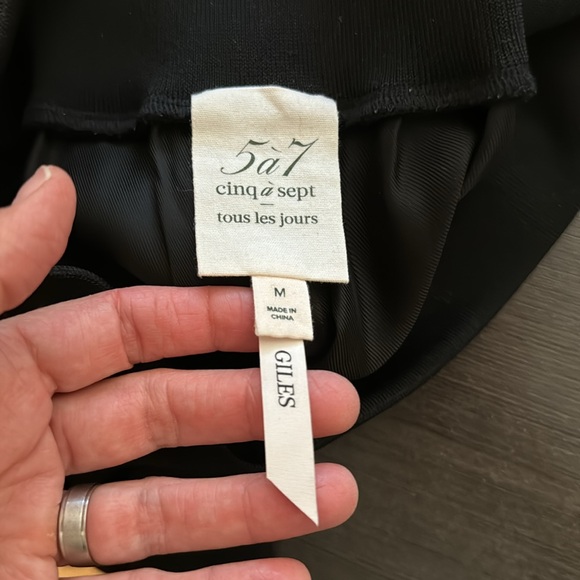 5à7
cinq à sept
tous les jours
M
MADE IN
CHINA
GILES